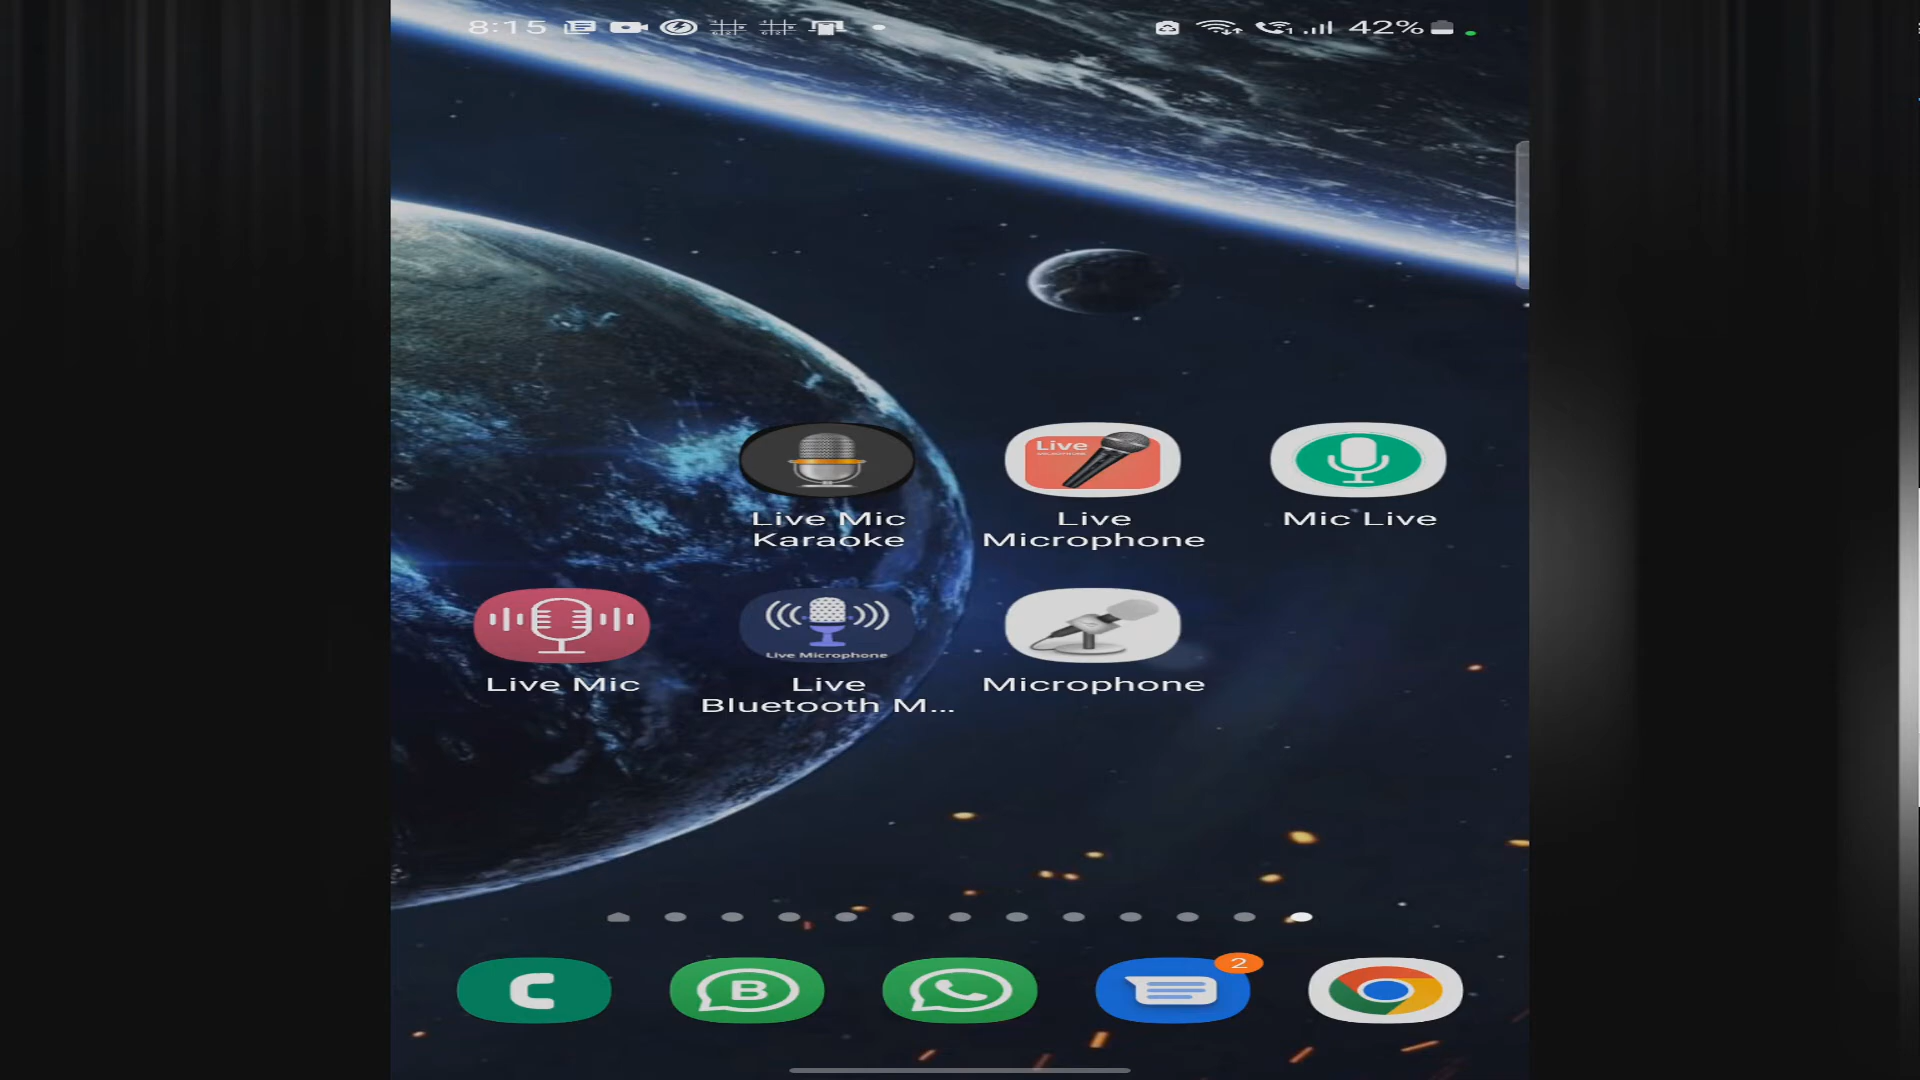 8:15
42%
Live
Live Mic
Karaoke
Live
Microphone
Mic Live
Live Microphone
Live Mic
Live
Bluetooth M...
Microphone
B
2